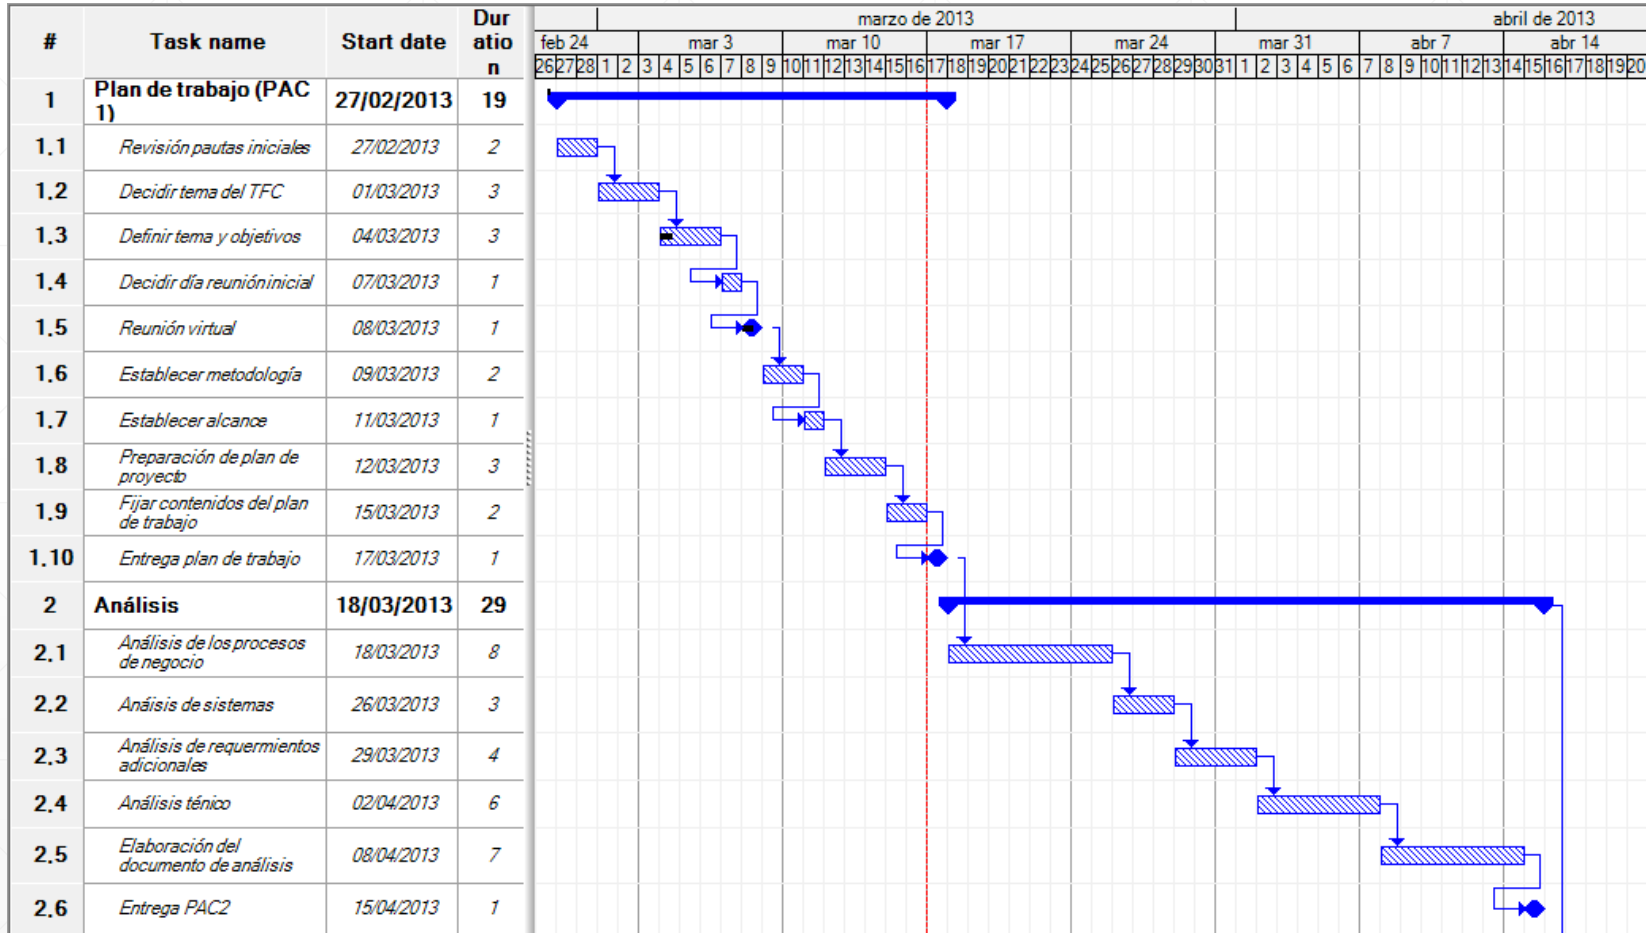 #
Task name
Start date
Dur
atio
n
marzo de 2013
abril de 2013
feb 24
mar 3
mar 10
mar 17
mar 24
mar 31
abr 7
abr 14
26 27 28 1 2 3 4 5 6 7 8 9 10 11 12 13 14 15 16 17 18 19 20 21 22 23 24 25 26 27 28 29 30 31 1 2 3 4 5 6 7 8 9 10 11 12 13 14 15 16 17 18 19 20
1
Plan de trabajo (PAC
1)
27/02/2013
19
1.1
Revisión pautas iniciales
27/02/2013
2
1.2
Decidir tema del TFC
01/03/2013
3
1.3
Definir tema y objetivos
04/03/2013
3
1.4
Decidir día reunión inicial
07/03/2013
1
1.5
Reunión virtual
08/03/2013
1
1.6
Establecer metodología
09/03/2013
2
1.7
Establecer alcance
11/03/2013
1
1.8
Preparación de plan de
proyecto
12/03/2013
3
1.9
Fijar contenidos del plan
de trabajo
15/03/2013
2
1.10
Entrega plan de trabajo
17/03/2013
1
2
Análisis
18/03/2013
29
2.1
Análisis de los procesos
de negocio
18/03/2013
8
2.2
Anáisis de sistemas
26/03/2013
3
2.3
Análisis de requermientos
adicionales
29/03/2013
4
2.4
Análisis ténico
02/04/2013
6
2.5
Elaboración del
documento de análisis
08/04/2013
7
2.6
Entrega PAC2
15/04/2013
1